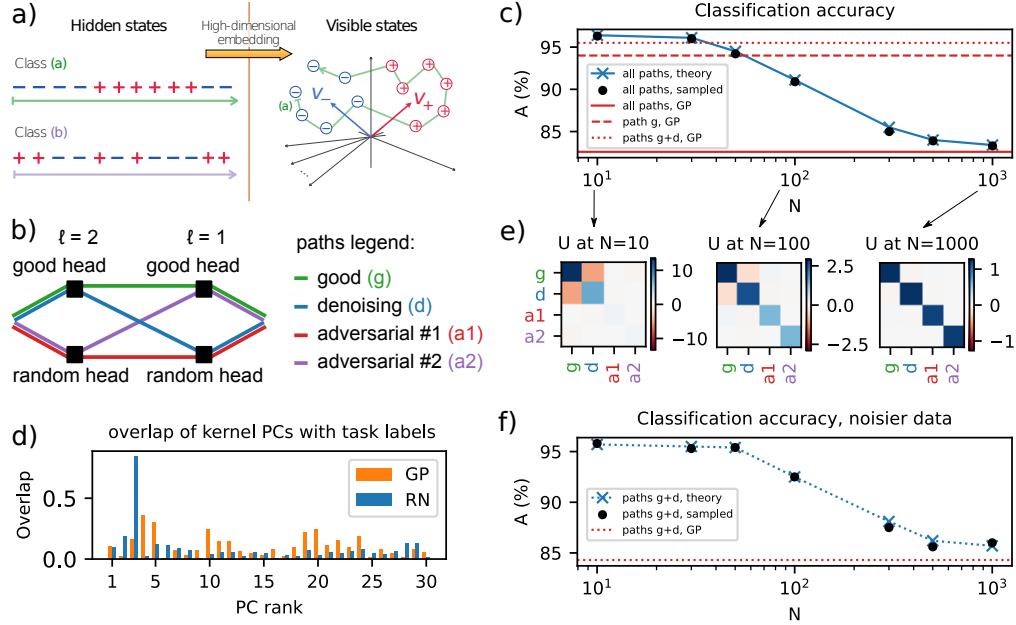 a)
Hidden states
High-dimensional
embedding
Visible states
Class (a)
− − − − + + + + + + − − −
Class (b)
+ + − − + − + − − − − + +
(a)
V−
V+
...
b)
ℓ = 2
ℓ = 1
good head
good head
random head
random head
paths legend:
good (g)
denoising (d)
adversarial #1 (a1)
adversarial #2 (a2)
c)
Classification accuracy
A (%)
95
90
85
all paths, theory
all paths, sampled
all paths, GP
path g, GP
paths g+d, GP
10¹
10²
10³
N
e)
U at N=10
U at N=100
U at N=1000
g
d
a1
a2
g
d
a1
a2
10
0
−10
g
d
a1
a2
2.5
0.0
−2.5
g
d
a1
a2
1
0
−1
d)
overlap of kernel PCs with task labels
Overlap
0.5
0.0
GP
RN
1
5
10
15
20
25
30
PC rank
f)
Classification accuracy, noisier data
A (%)
95
90
85
paths g+d, theory
paths g+d, sampled
paths g+d, GP
10¹
10²
10³
N